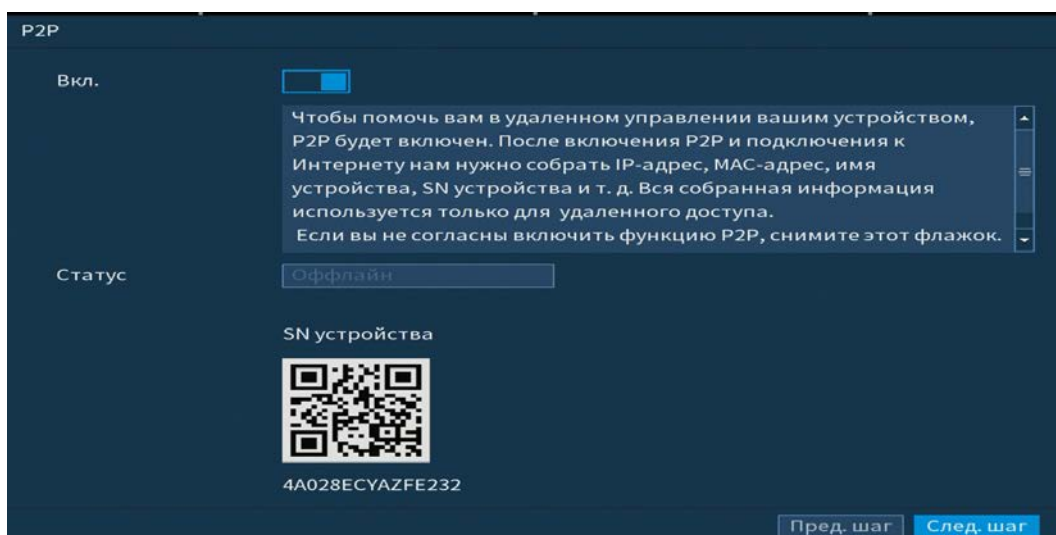 P2P
Вкл.
Чтобы помочь вам в удаленном управлении вашим устройством,
P2P будет включен. После включения P2P и подключения к
Интернету нам нужно собрать IP-адрес, MAC-адрес, имя
устройства, SN устройства и т. д. Вся собранная информация
используется только для удаленного доступа.
Если вы не согласны включить функцию P2P, снимите этот флажок.
Статус
Оффлайн
SN устройства
4A028ECYAZFE232
Пред. шаг
След. шаг